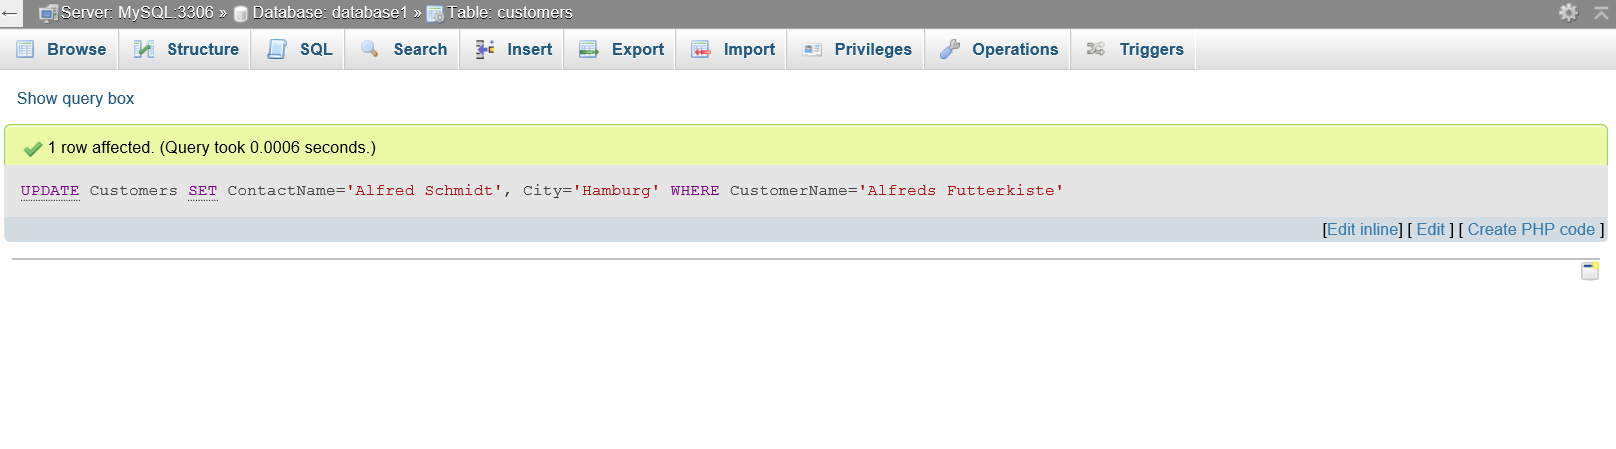 Server: MySQL:3306 » Database: database1 » Table: customers
Browse Structure SQL Search Insert Export Import Privileges Operations Triggers
Show query box
1 row affected. (Query took 0.0006 seconds.)
UPDATE Customers SET ContactName='Alfred Schmidt', City='Hamburg' WHERE CustomerName='Alfreds Futterkiste'
[Edit inline] [ Edit ] [ Create PHP code ]